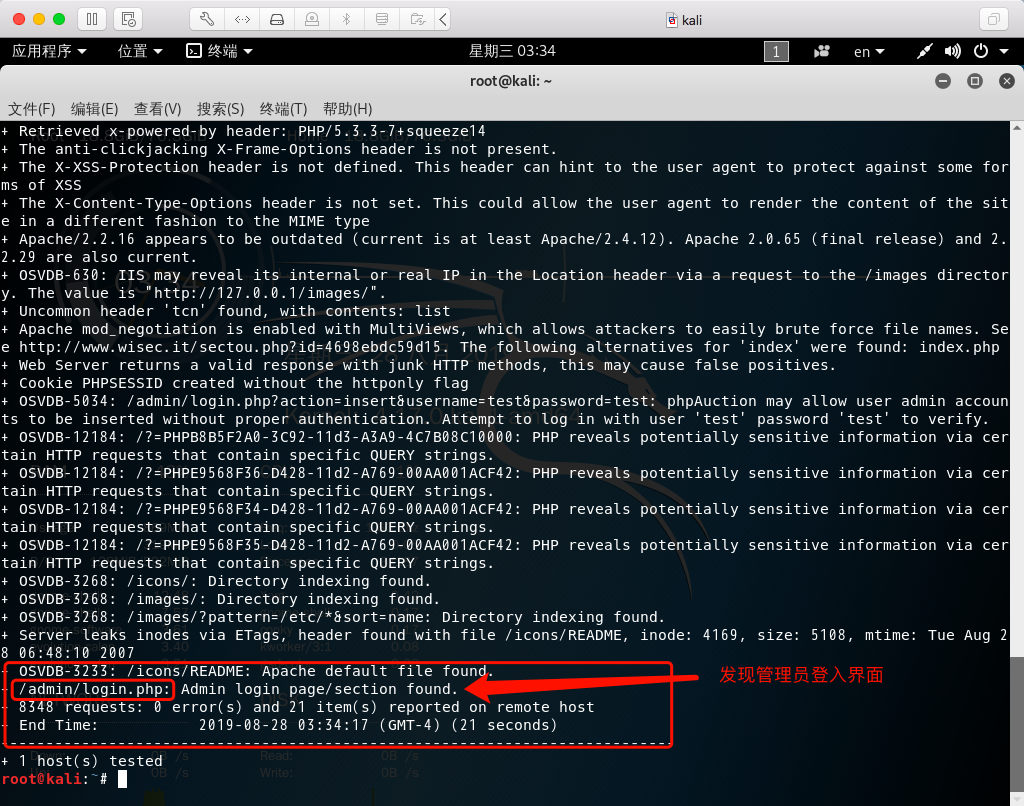 kali
应用程序 位置 终端 星期三 03:34 1 en
root@kali: ~
文件(F) 编辑(E) 查看(V) 搜索(S) 终端(T) 帮助(H)
+ Retrieved x-powered-by header: PHP/5.3.3-7+squeeze14
+ The anti-clickjacking X-Frame-Options header is not present.
+ The X-XSS-Protection header is not defined. This header can hint to the user agent to protect against some for
ms of XSS
+ The X-Content-Type-Options header is not set. This could allow the user agent to render the content of the sit
e in a different fashion to the MIME type
+ Apache/2.2.16 appears to be outdated (current is at least Apache/2.4.12). Apache 2.0.65 (final release) and 2.
2.29 are also current.
+ OSVDB-630: IIS may reveal its internal or real IP in the Location header via a request to the /images director
y. The value is "http://127.0.0.1/images/".
+ Uncommon header 'tcn' found, with contents: list
+ Apache mod_negotiation is enabled with Multiviews, which allows attackers to easily brute force file names. Se
e http://www.wisec.it/sectou.php?id=4698ebdc59d15. The following alternatives for 'index' were found: index.php
+ Web Server returns a valid response with junk HTTP methods, this may cause false positives.
+ Cookie PHPSESSID created without the httponly flag
+ OSVDB-5034: /admin/login.php?action=insert&username=test&password=test: phpAuction may allow user admin accoun
ts to be inserted without proper authentication. Attempt to log in with user 'test' password 'test' to verify.
+ OSVDB-12184: /?=PHPB8B5F2A0-3C92-11d3-A3A9-4C7B08C10000: PHP reveals potentially sensitive information via cer
tain HTTP requests that contain specific QUERY strings.
+ OSVDB-12184: /?=PHPE9568F36-D428-11d2-A769-00AA001ACF42: PHP reveals potentially sensitive information via cer
tain HTTP requests that contain specific QUERY strings.
+ OSVDB-12184: /?=PHPE9568F34-D428-11d2-A769-00AA001ACF42: PHP reveals potentially sensitive information via cer
tain HTTP requests that contain specific QUERY strings.
+ OSVDB-12184: /?=PHPE9568F35-D428-11d2-A769-00AA001ACF42: PHP reveals potentially sensitive information via cer
tain HTTP requests that contain specific QUERY strings.
+ OSVDB-3268: /icons/: Directory indexing found.
+ OSVDB-3268: /images/: Directory indexing found.
+ OSVDB-3268: /images/?pattern=/etc/*&sort=name: Directory indexing found.
+ Server leaks inodes via ETags, header found with file /icons/README, inode: 4169, size: 5108, mtime: Tue Aug 2
8 06:48:10 2007
+ OSVDB-3233: /icons/README: Apache default file found.
+ /admin/login.php: Admin login page/section found.
发现管理员登入界面
+ 8348 requests: 0 error(s) and 21 item(s) reported on remote host
+ End Time: 2019-08-28 03:34:17 (GMT-4) (21 seconds)
---------------------------------------------------------------------------
+ 1 host(s) tested
root@kali:~#